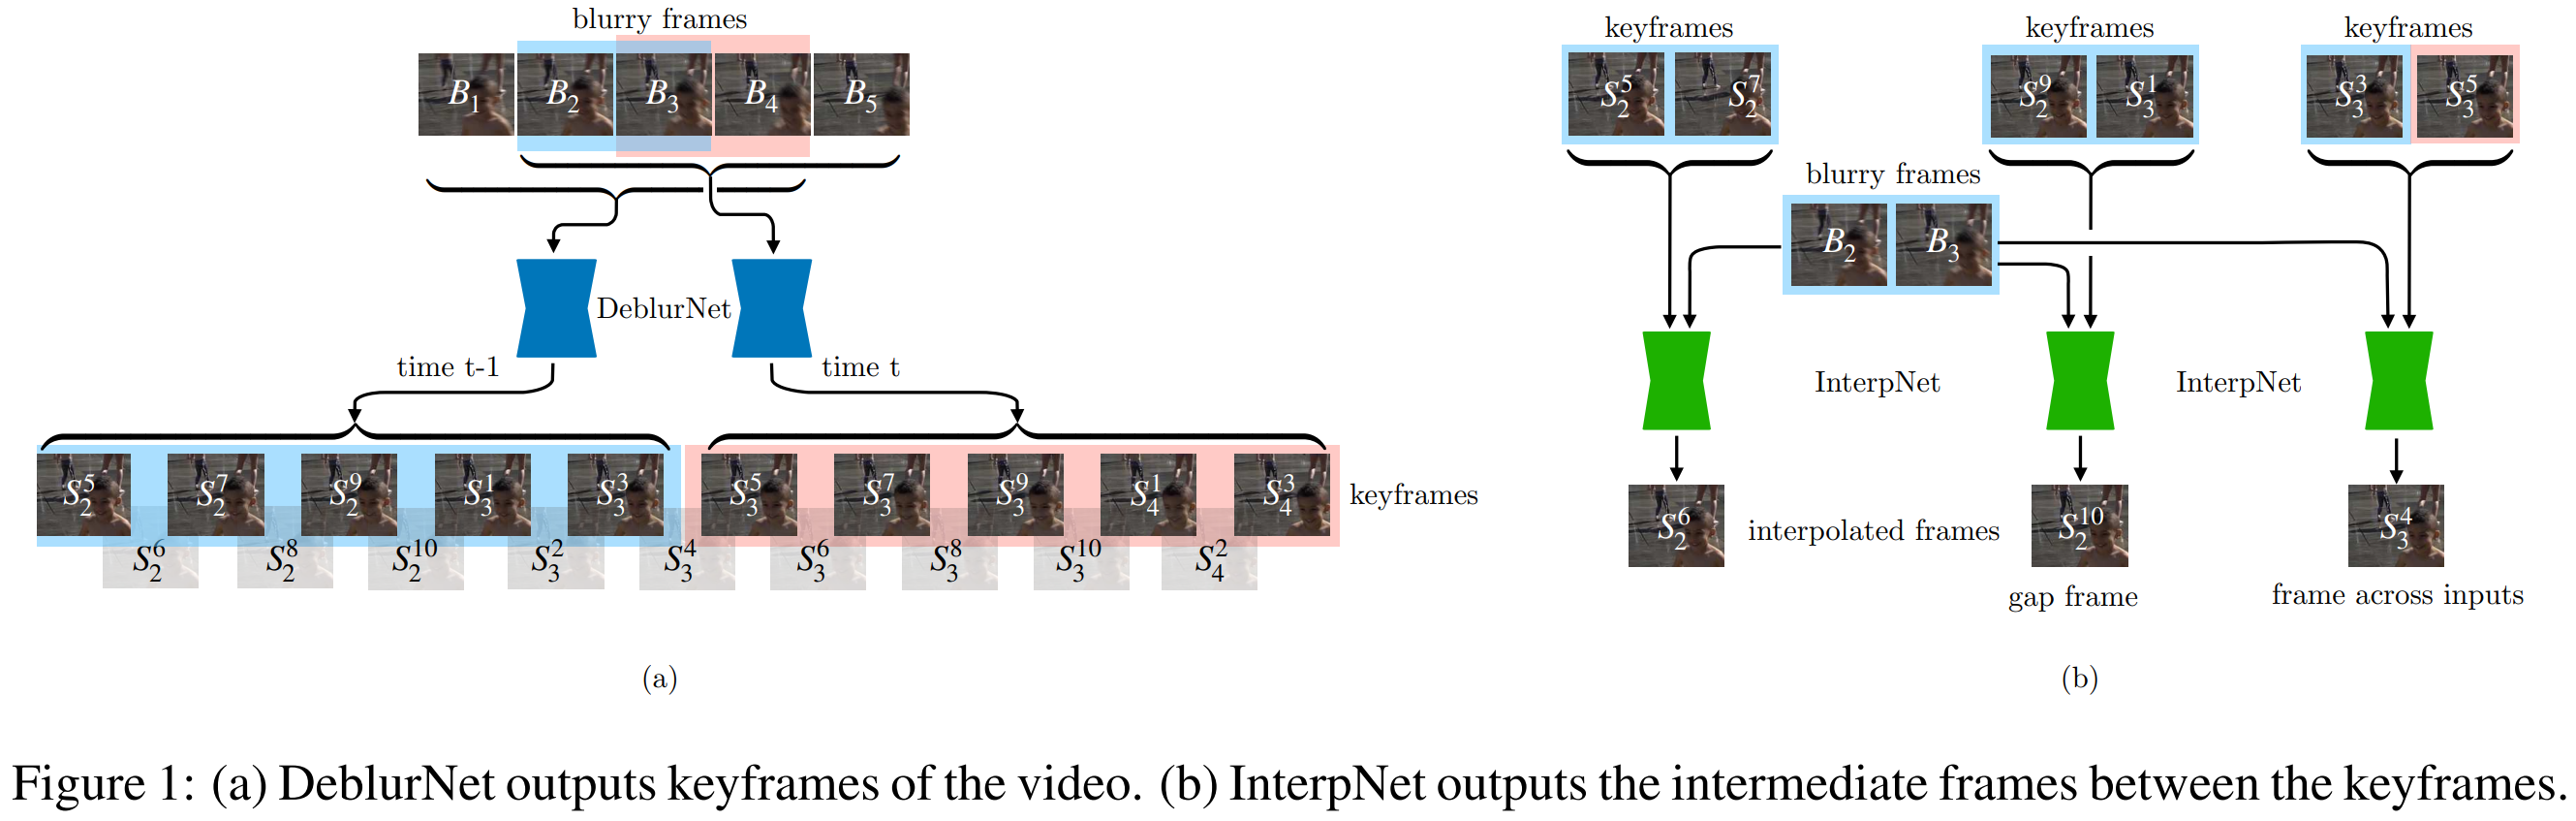 blurry frames
B_1 B_2 B_3 B_4 B_5
DeblurNet
time t-1
time t
S_2^5 S_2^7 S_2^9 S_3^1 S_3^3 S_3^5 S_3^7 S_3^9 S_4^1 S_4^3
keyframes
S_2^6 S_2^8 S_2^10 S_3^2 S_3^4 S_3^6 S_3^8 S_3^10 S_4^2
(a)
keyframes
keyframes
keyframes
S_2^5 S_2^7
S_2^9 S_3^1
S_3^3 S_3^5
blurry frames
B_2 B_3
InterpNet
InterpNet
S_2^6
interpolated frames
S_2^10
S_3^4
gap frame
frame across inputs
(b)
Figure 1: (a) DeblurNet outputs keyframes of the video. (b) InterpNet outputs the intermediate frames between the keyframes.